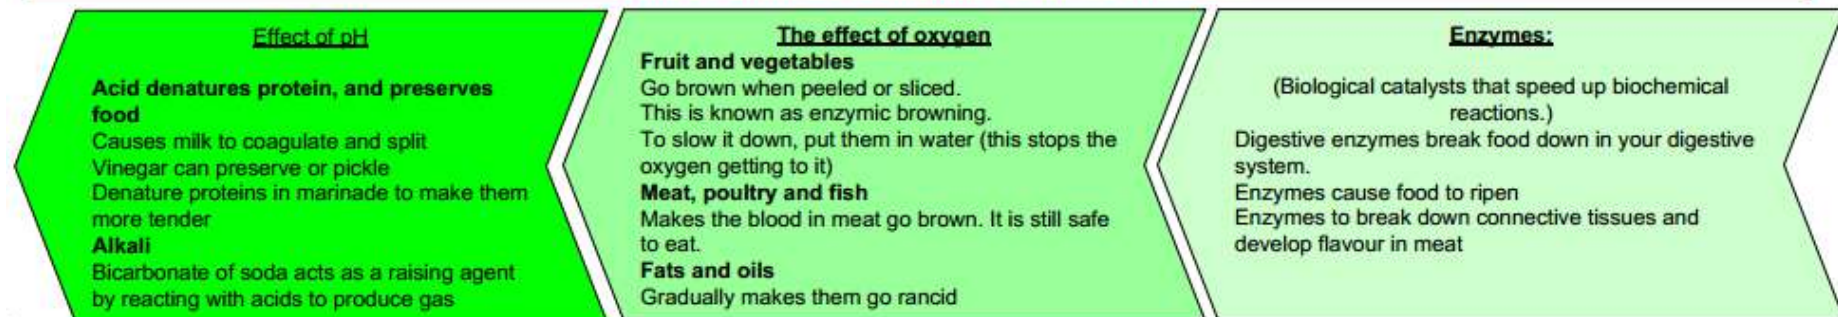 Effect of pH
Acid denatures protein, and preserves
food
Causes milk to coagulate and split
Vinegar can preserve or pickle
Denature proteins in marinade to make them
more tender
Alkali
Bicarbonate of soda acts as a raising agent
by reacting with acids to produce gas
The effect of oxygen
Fruit and vegetables
Go brown when peeled or sliced.
This is known as enzymic browning.
To slow it down, put them in water (this stops the
oxygen getting to it)
Meat, poultry and fish
Makes the blood in meat go brown. It is still safe
to eat.
Fats and oils
Gradually makes them go rancid
Enzymes:
(Biological catalysts that speed up biochemical
reactions.)
Digestive enzymes break food down in your digestive
system.
Enzymes cause food to ripen
Enzymes to break down connective tissues and
develop flavour in meat